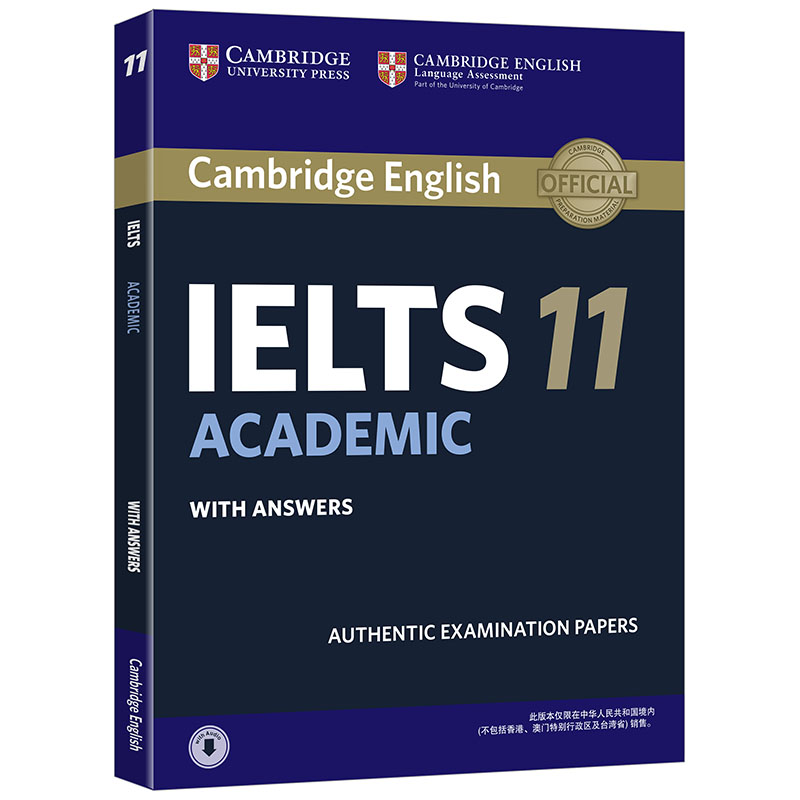 11
IELTS
ACADEMIC
WITH ANSWERS
Cambridge English
CAMBRIDGE
UNIVERSITY PRESS
CAMBRIDGE ENGLISH
Language Assessment
Part of the University of Cambridge
Cambridge English
CAMBRIDGE
OFFICIAL
PREPARATION MATERIAL
IELTS 11
ACADEMIC
WITH ANSWERS
AUTHENTIC EXAMINATION PAPERS
with Audio
此版本仅限在中华人民共和国境内
(不包括香港、澳门特别行政区及台湾省) 销售。